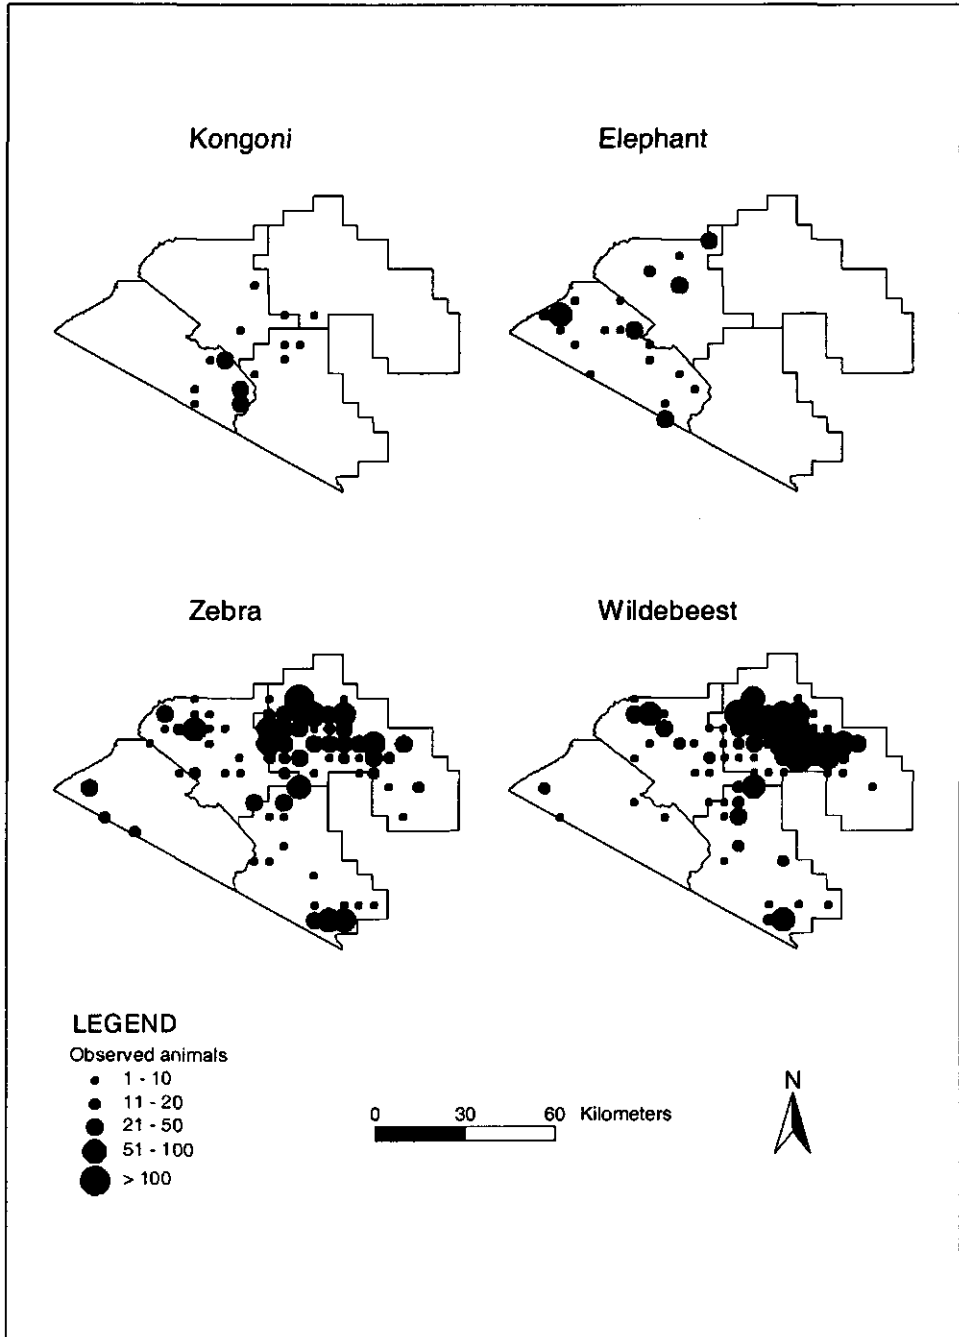 Kongoni
Elephant
Zebra
Wildebeest
LEGEND
Observed animals
1 - 10
11 - 20
21 - 50
51 - 100
> 100
0 30 60 Kilometers
N